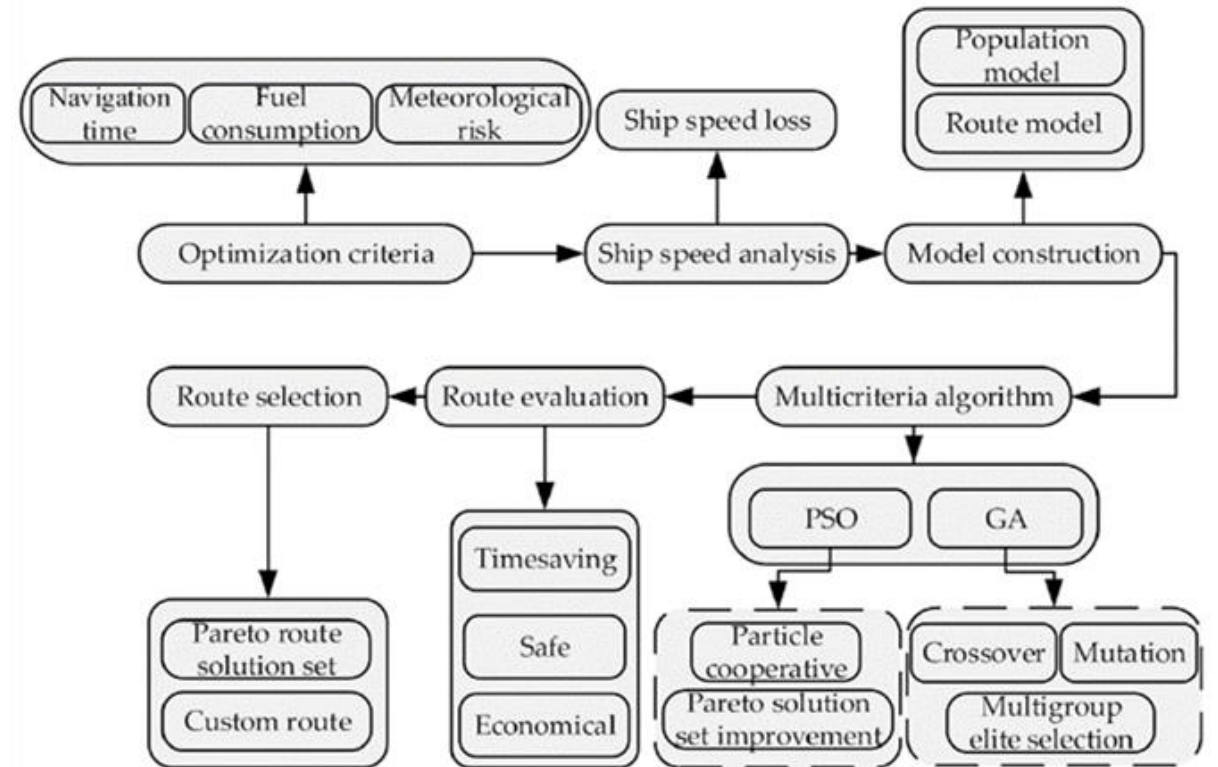 Population
model
Navigation
time
Fuel
consumption
Meteorological
risk
Ship speed loss
Route model
Optimization criteria
Ship speed analysis
Model construction
Route selection
Route evaluation
Multicriteria algorithm
PSO
GA
Timesaving
Safe
Economical
Pareto route
solution set
Custom route
Particle
cooperative
Pareto solution
set improvement
Crossover
Mutation
Multigroup
elite selection